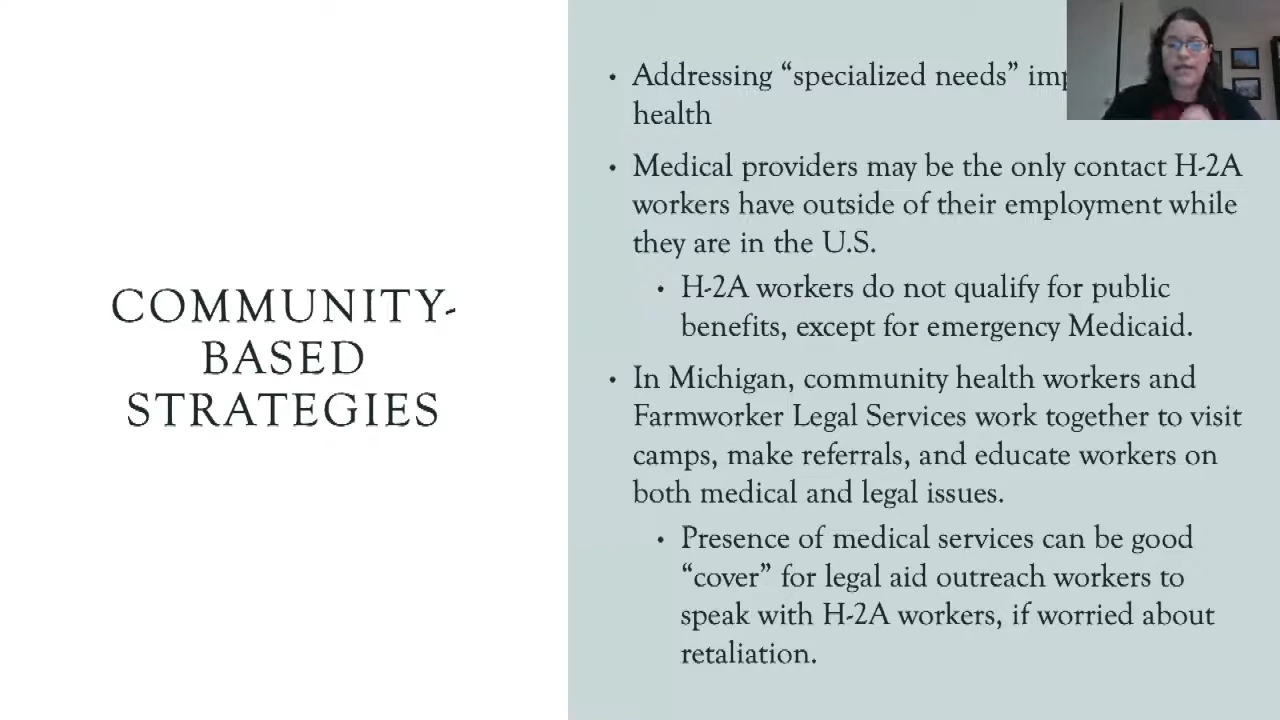 COMMUNITY-
BASED
STRATEGIES
• Addressing “specialized needs”
health
• Medical providers may be the only contact H-2A
workers have outside of their employment while
they are in the U.S.
• H-2A workers do not qualify for public
benefits, except for emergency Medicaid.
• In Michigan, community health workers and
Farmworker Legal Services work together to visit
camps, make referrals, and educate workers on
both medical and legal issues.
• Presence of medical services can be good
“cover” for legal aid outreach workers to
speak with H-2A workers, if worried about
retaliation.